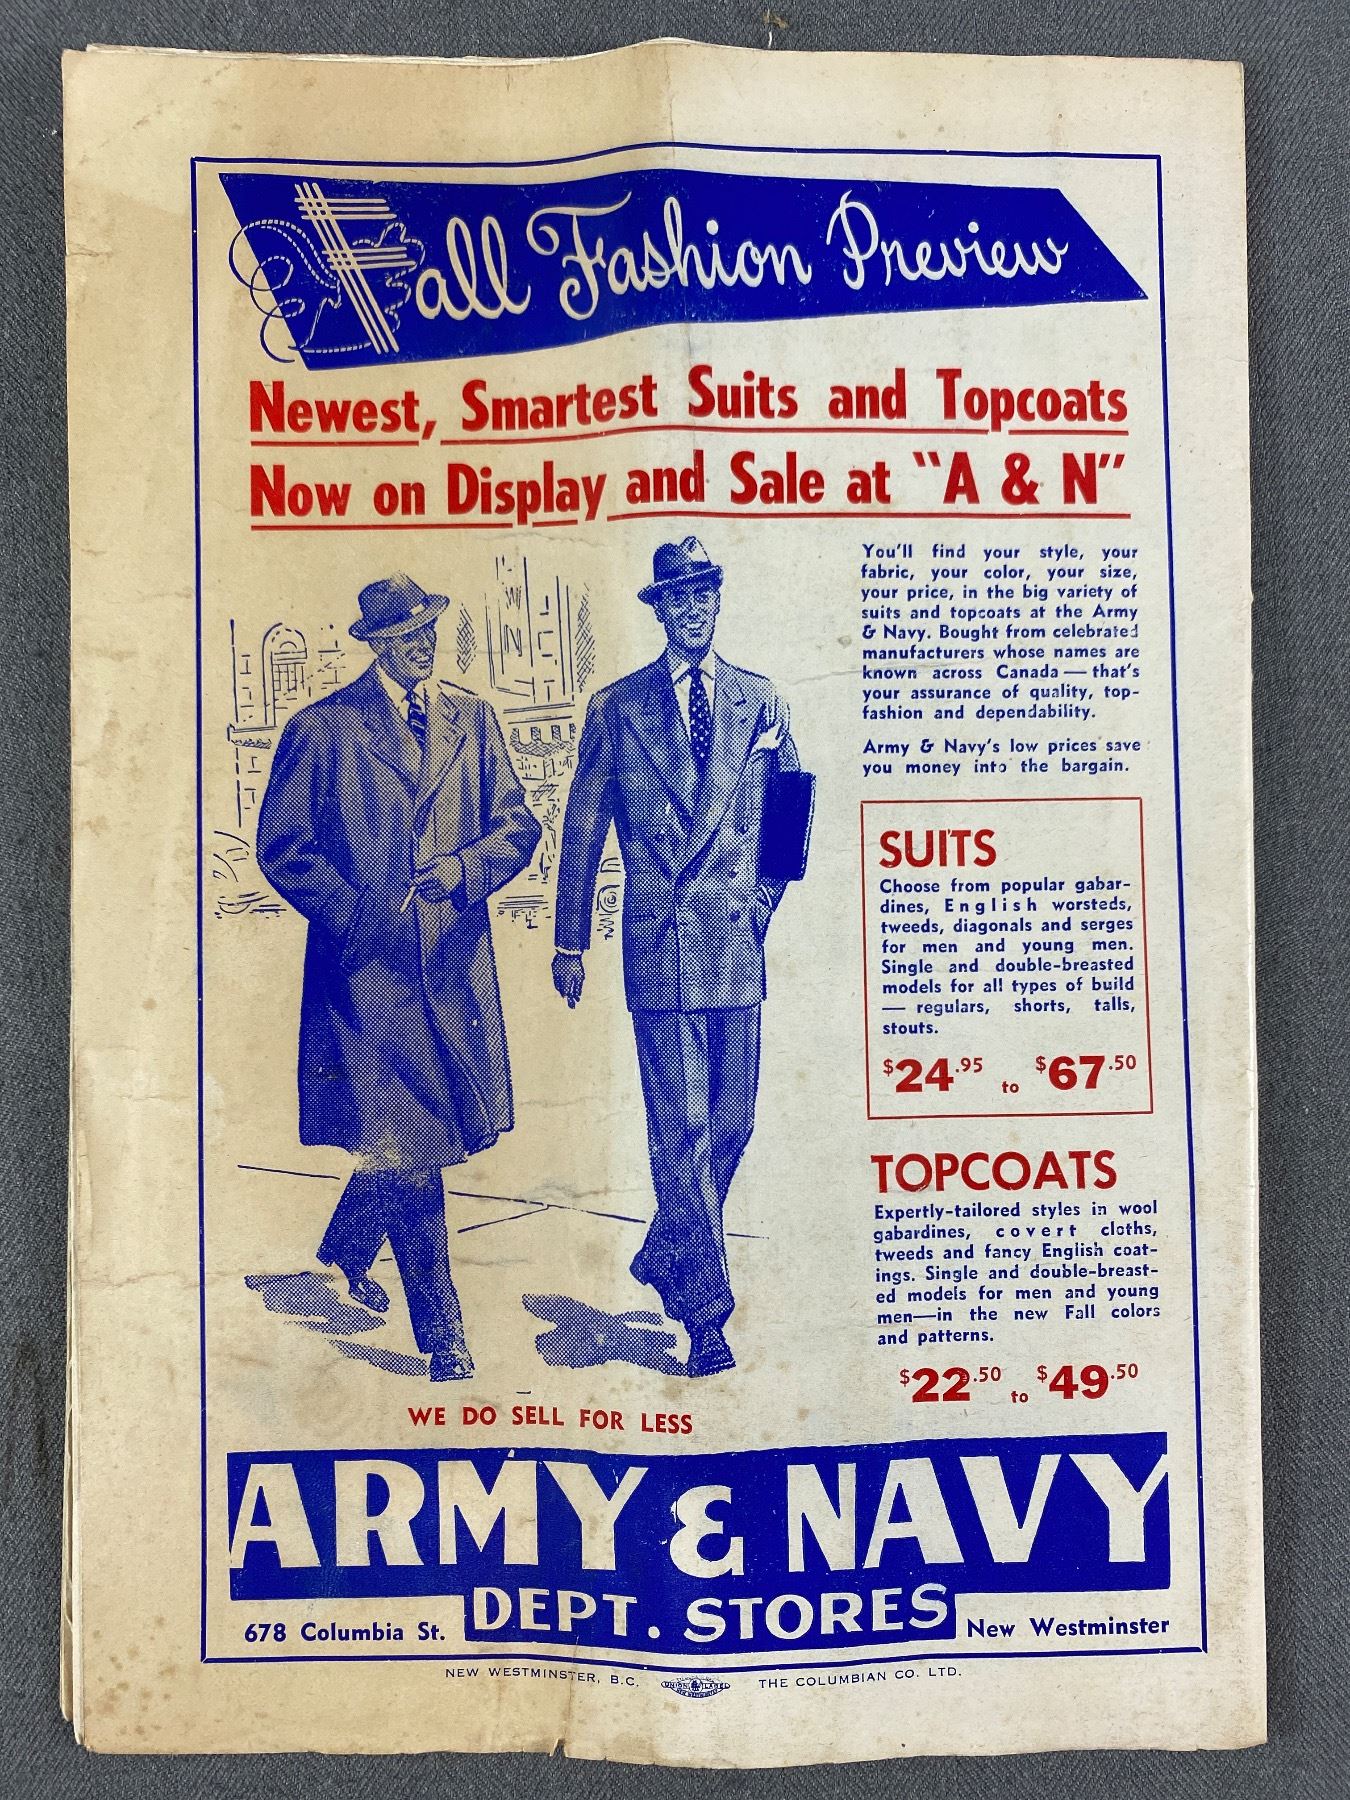 Fall Fashion Preview
Newest, Smartest Suits and Topcoats
Now on Display and Sale at "A & N"
You'll find your style, your
fabric, your color, your size,
your price, in the big variety of
suits and topcoats at the Army
& Navy. Bought from celebrated
manufacturers whose names are
known across Canada — that's
your assurance of quality, top-
fashion and dependability.
Army & Navy's low prices save
you money into the bargain.
SUITS
Choose from popular gabar-
dines, English worsteds,
tweeds, diagonals and serges
for men and young men.
Single and double-breasted
models for all types of build
— regulars, shorts, talls,
stouts.
$24.95 to $67.50
TOPCOATS
Expertly-tailored styles in wool
gabardines, covert cloths,
tweeds and fancy English coat-
ings. Single and double-breast-
ed models for men and young
men—in the new Fall colors
and patterns.
$22.50 to $49.50
WE DO SELL FOR LESS
ARMY & NAVY
DEPT. STORES
678 Columbia St. New Westminster
NEW WESTMINSTER, B.C. UNION LABEL THE COLUMBIAN CO. LTD.